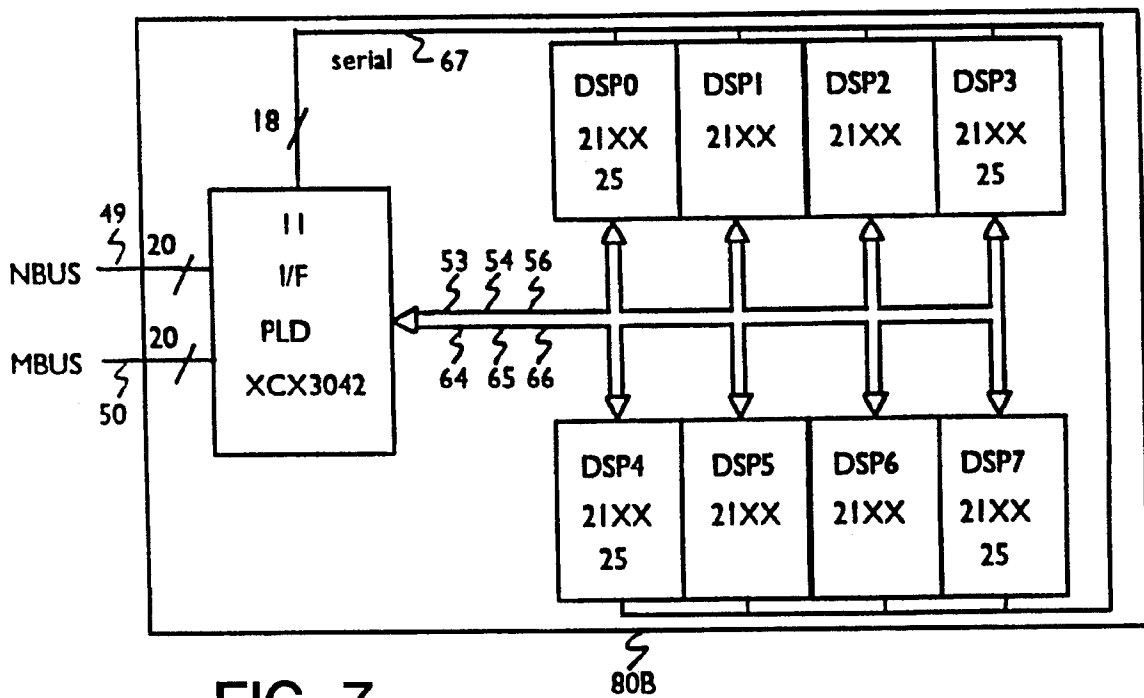 serial 67
18
DSP0
21XX
25
DSP1
21XX
DSP2
21XX
DSP3
21XX
25
49
NBUS
20
MBUS
20
50
11
I/F
PLD
XCX3042
53 54 56
64 65 66
DSP4
21XX
25
DSP5
21XX
DSP6
21XX
DSP7
21XX
25
80B
FIG. 7